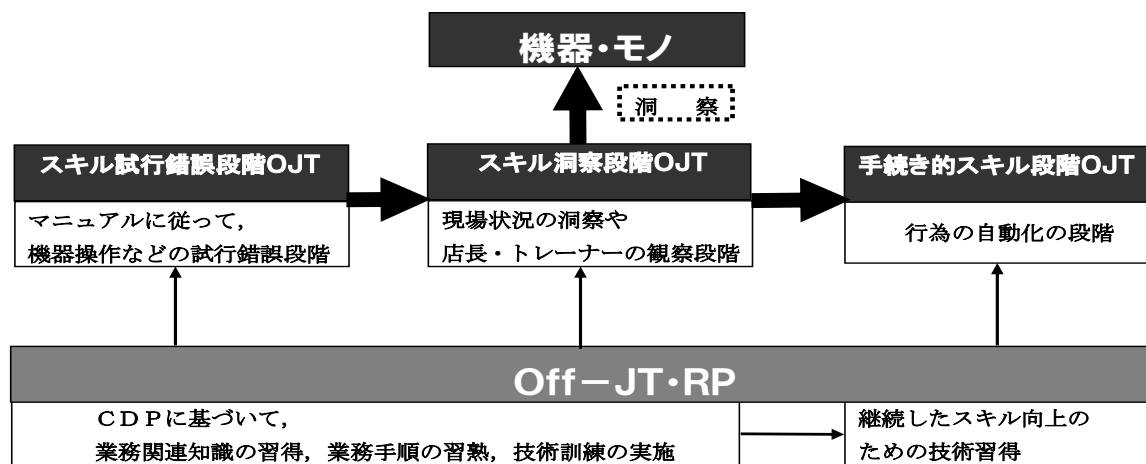 機器・モノ
洞　察
スキル試行錯誤段階OJT
マニュアルに従って，
機器操作などの試行錯誤段階
スキル洞察段階OJT
現場状況の洞察や
店長・トレーナーの観察段階
手続き的スキル段階OJT
行為の自動化の段階
Off－JT・RP
ＣＤＰに基づいて，
業務関連知識の習得，業務手順の習熟，技術訓練の実施
継続したスキル向上の
ための技術習得